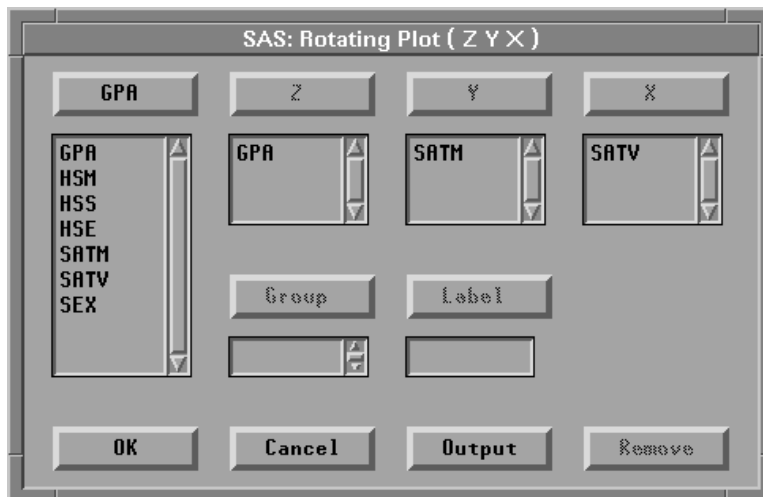 SAS: Rotating Plot ( Z Y X )
GPA Z Y X
GPA
HSM
HSS
HSE
SATM
SATV
SEX
GPA
SATM
SATV
Group Label
OK Cancel Output Remove